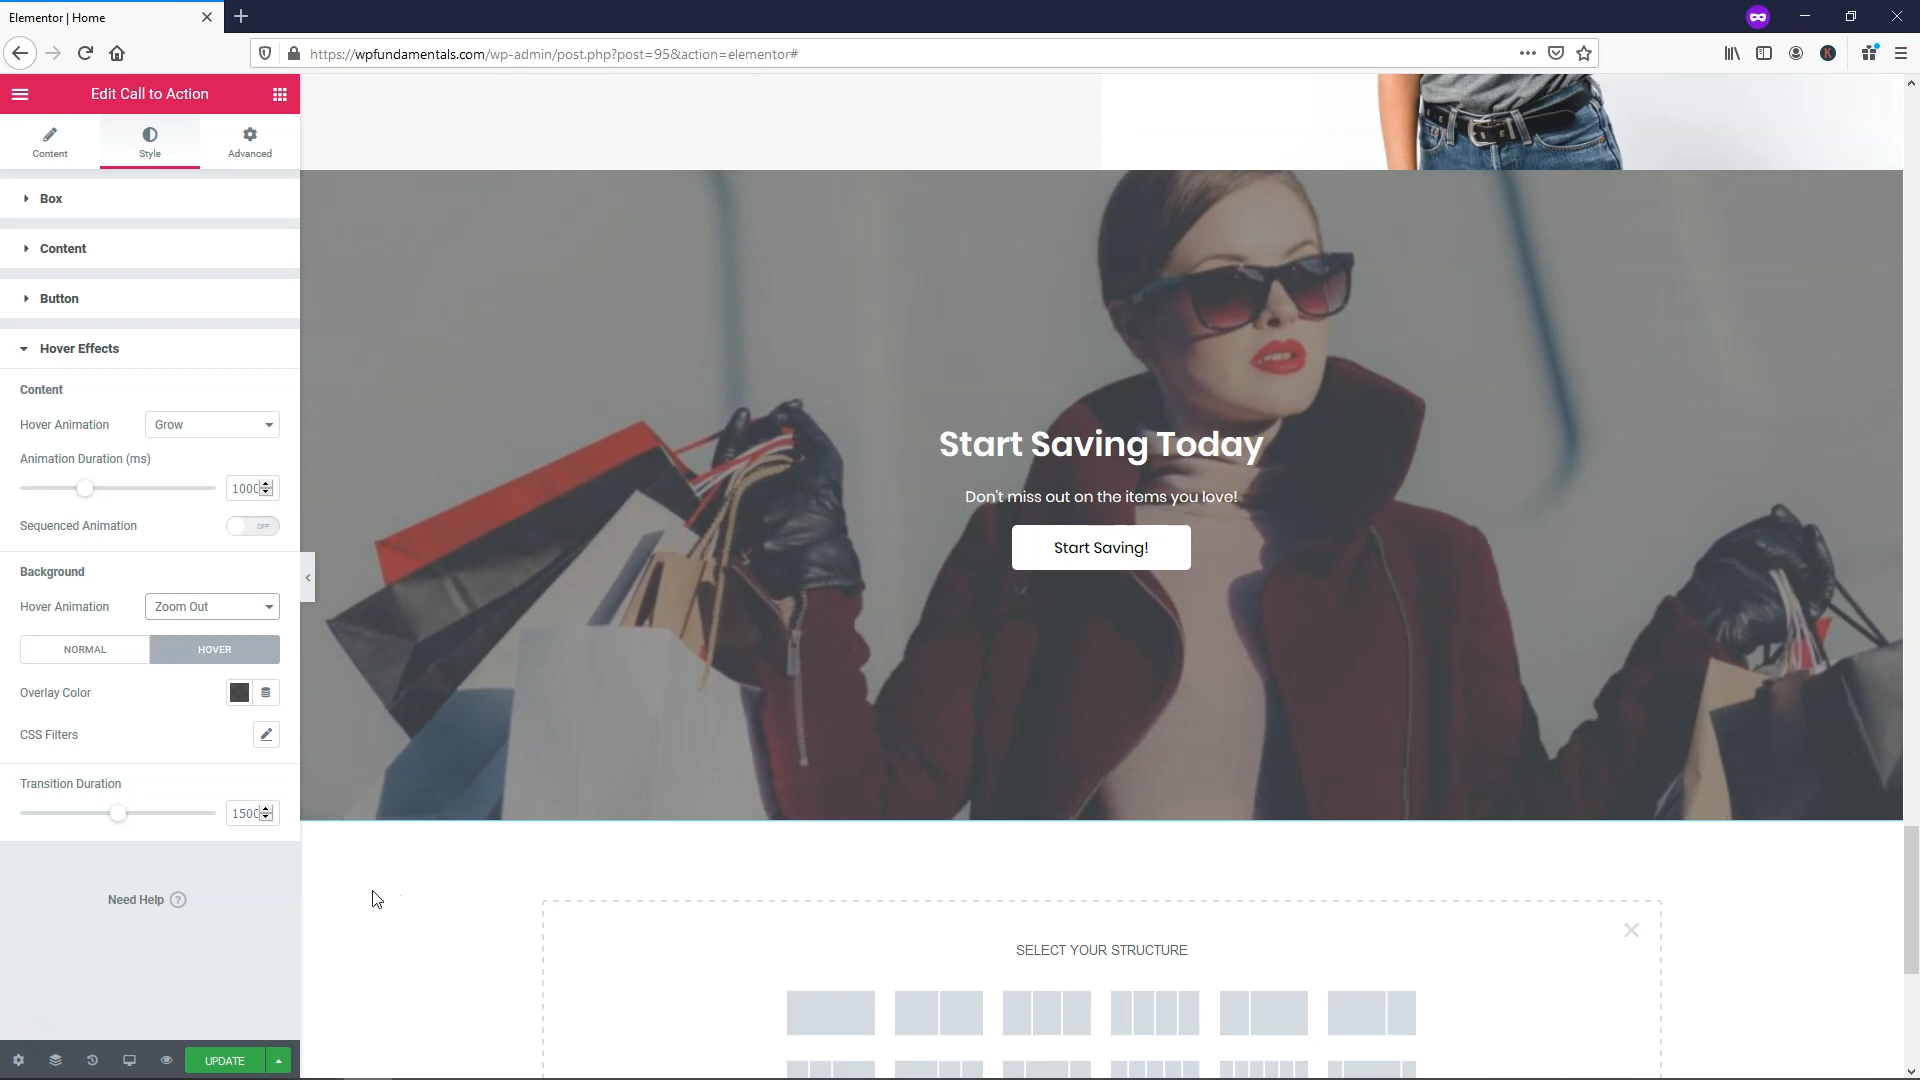 Elementor | Home
https://wpfundamentals.com/wp-admin/post.php?post=95&action=elementor#
Edit Call to Action
Content
Style
Advanced
Box
Content
Button
Hover Effects
Content
Hover Animation
Grow
Animation Duration (ms)
1000
Sequenced Animation
OFF
Background
Hover Animation
Zoom Out
NORMAL
HOVER
Overlay Color
CSS Filters
Transition Duration
1500
Need Help ?
UPDATE
Start Saving Today
Don't miss out on the items you love!
Start Saving!
SELECT YOUR STRUCTURE